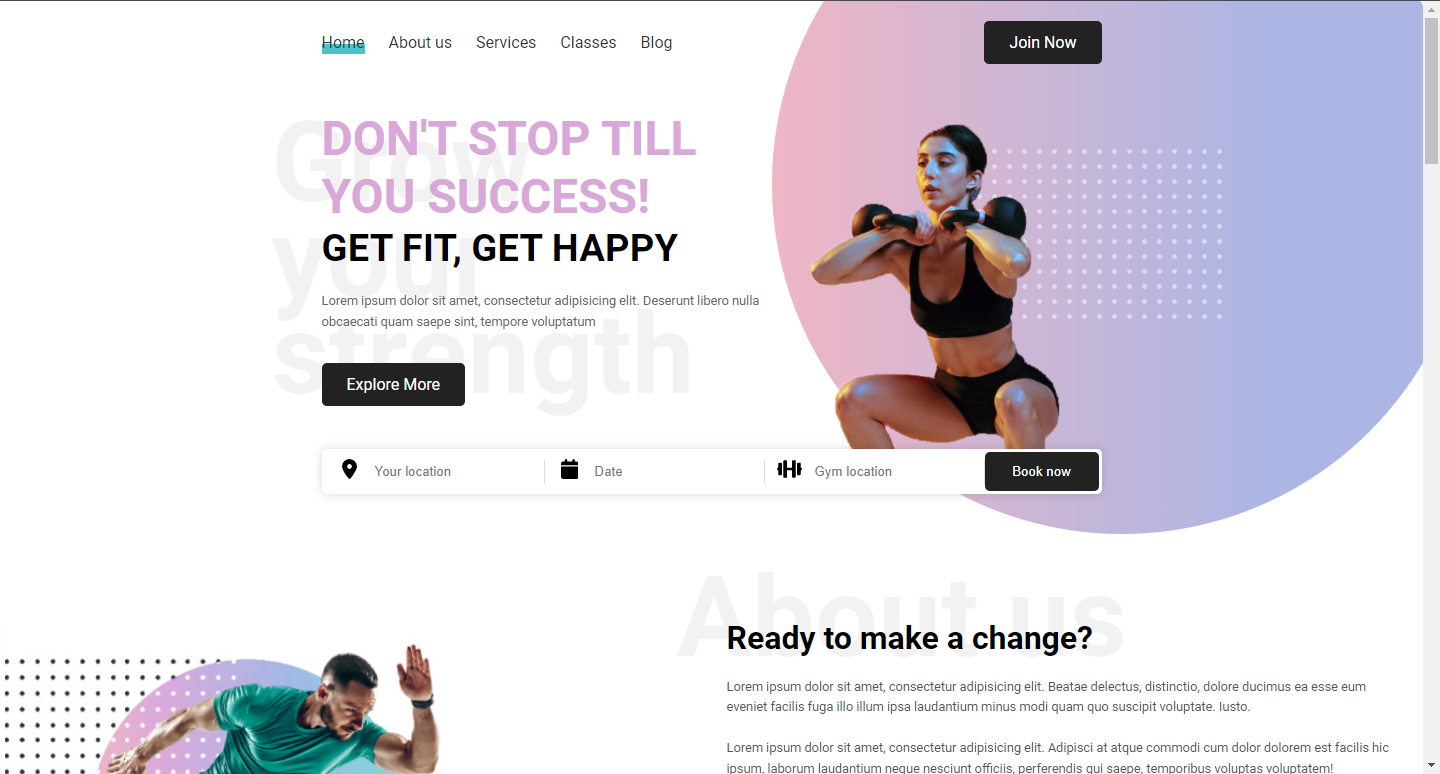 Home About us Services Classes Blog Join Now
Grow
your
strength
DON'T STOP TILL
YOU SUCCESS!
GET FIT, GET HAPPY
Lorem ipsum dolor sit amet, consectetur adipisicing elit. Deserunt libero nulla
obcaecati quam saepe sint, tempore voluptatum
Explore More
Your location Date Gym location Book now
About us
Ready to make a change?
Lorem ipsum dolor sit amet, consectetur adipisicing elit. Beatae delectus, distinctio, dolore ducimus ea esse eum
eveniet facilis fuga illo illum ipsa laudantium minus modi quam quo suscipit voluptate. Iusto.
Lorem ipsum dolor sit amet, consectetur adipisicing elit. Adipisci at atque commodi cum dolor dolorem est facilis hic
ipsum, laborum laudantium neque nesciunt officiis, perferendis qui saepe, temporibus voluptas voluptatem!